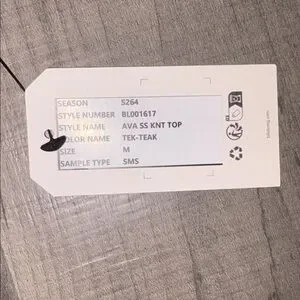 SEASON S264
STYLE NUMBER BL001617
STYLE NAME AVA SS KNT TOP
COLOR NAME TEK-TEAK
SIZE M
SAMPLE TYPE SMS